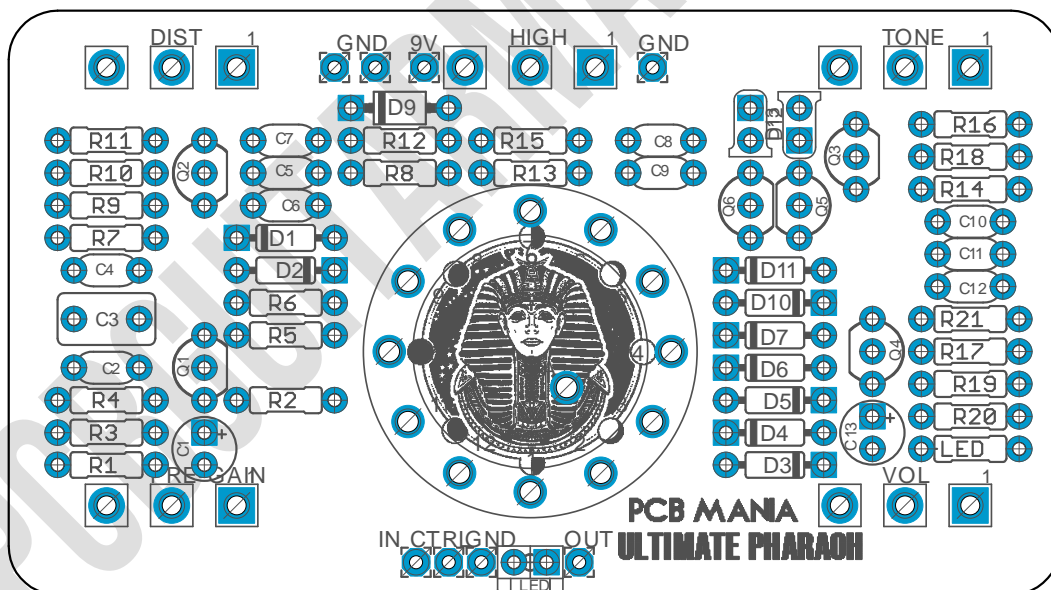 DIST 1 GND 9V HIGH 1 GND TONE 1
D9
R11 C7 R12 R15 C8 R16
R10 Q2 C5 R8 R13 C9 Q3 R18
R9 C6 Q6 Q5 R14
R7 D1 C10
C4 D2 D11 C11
R6 D10 C12
C3 R5 D7 R21
Q1 4 Q4 R17
C2 D6 R19
R4 R2 D5 R20
R3 C1 + D4 C13 +
R1 D3 LED
PRE-GAIN 1 VOL 1
PCB MANIA
ULTIMATE PHARAOH
IN CTRL GND OUT
LED